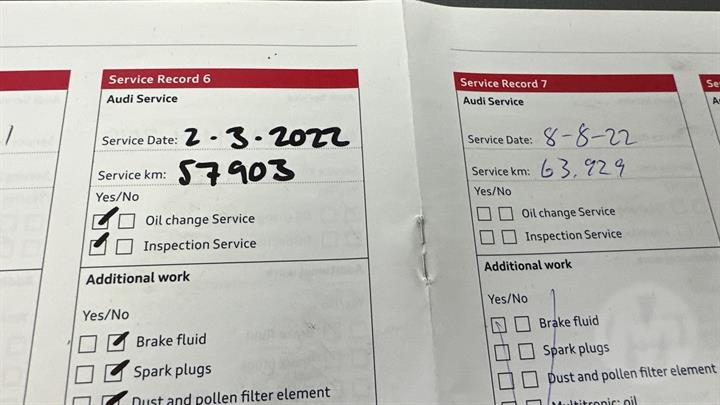 Service Record 6
Audi Service
Service Date: 2-3-2022
Service km: 57903
Yes/No
Oil change Service
Inspection Service
Additional work
Yes/No
Brake fluid
Spark plugs
Dust and pollen filter element
Service Record 7
Audi Service
Service Date: 8-8-22
Service km: 63,929
Yes/No
Oil change Service
Inspection Service
Additional work
Yes/No
Brake fluid
Spark plugs
Dust and pollen filter element
Multitronic: oil